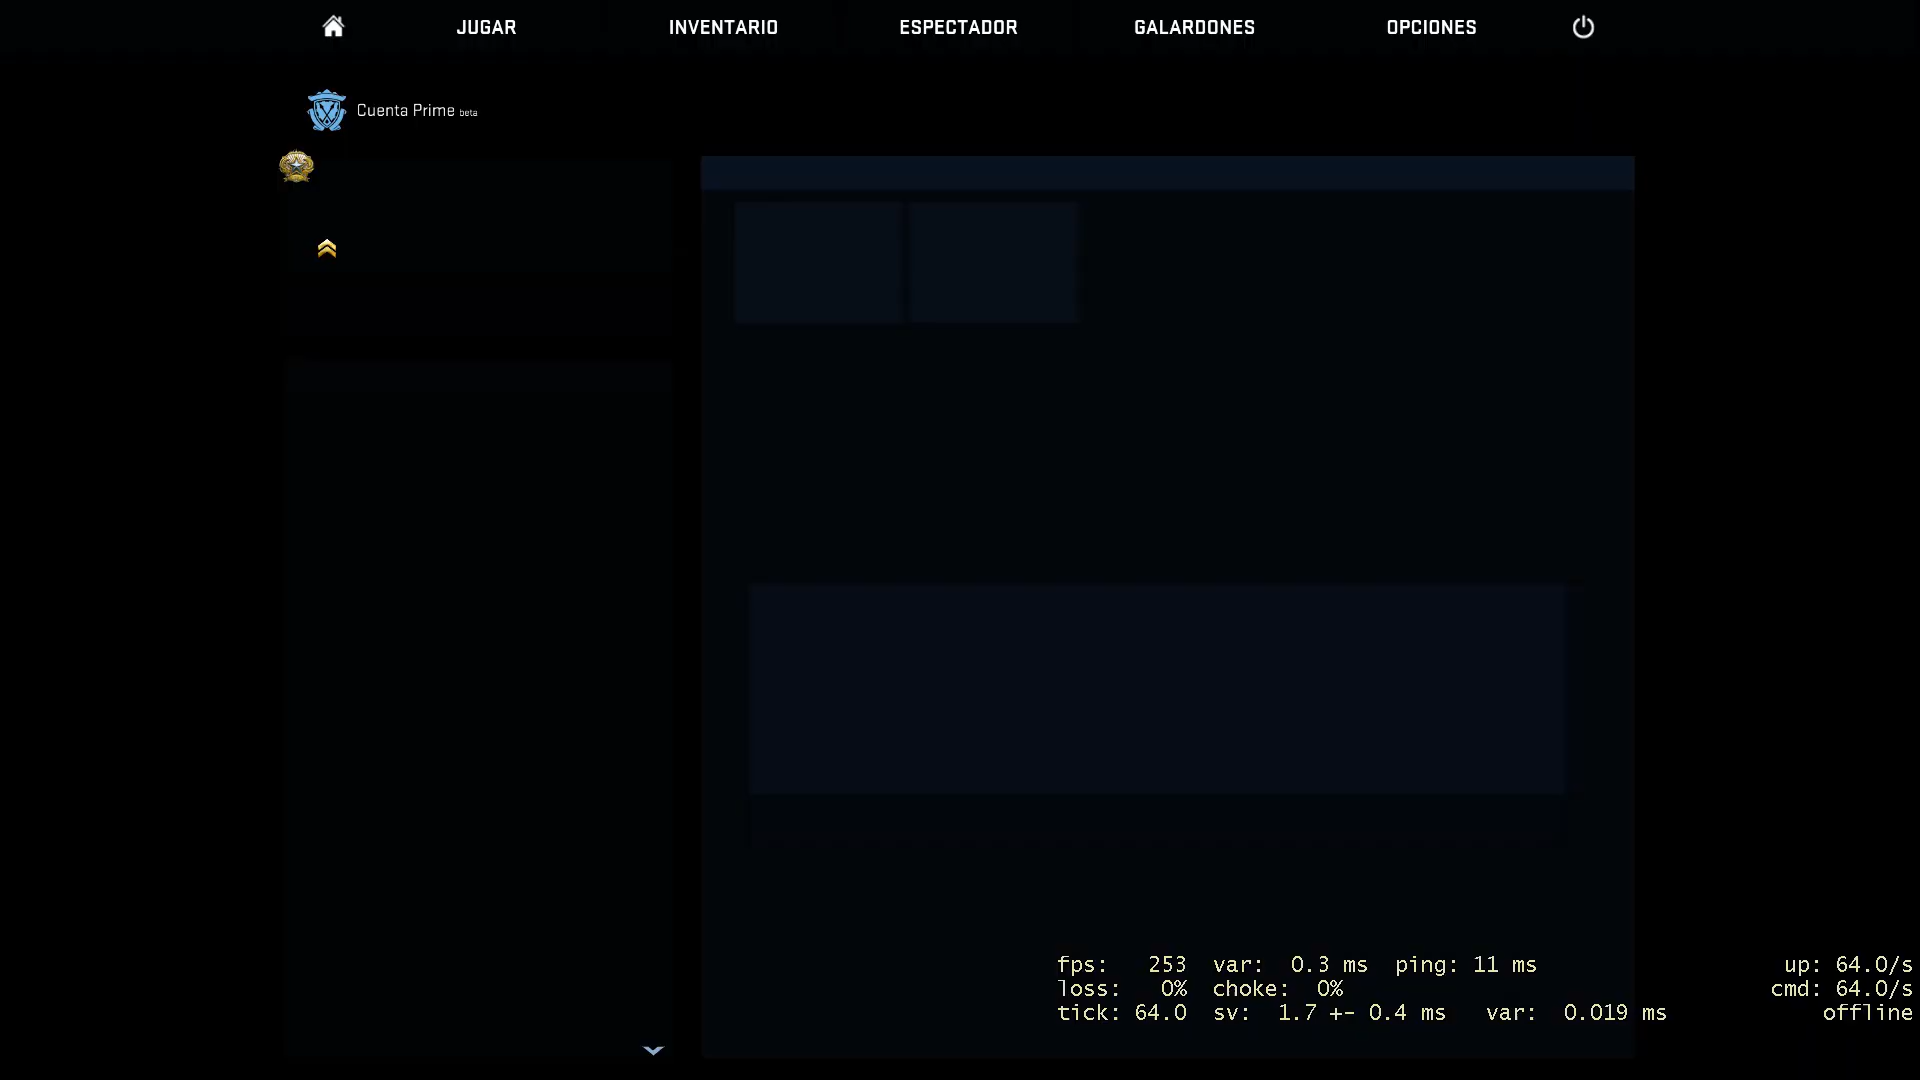 JUGAR INVENTARIO ESPECTADOR GALARDONES OPCIONES
Cuenta Prime beta
fps: 253 var: 0.3 ms ping: 11 ms up: 64.0/s
loss: 0% choke: 0% cmd: 64.0/s
tick: 64.0 sv: 1.7 +- 0.4 ms var: 0.019 ms offline